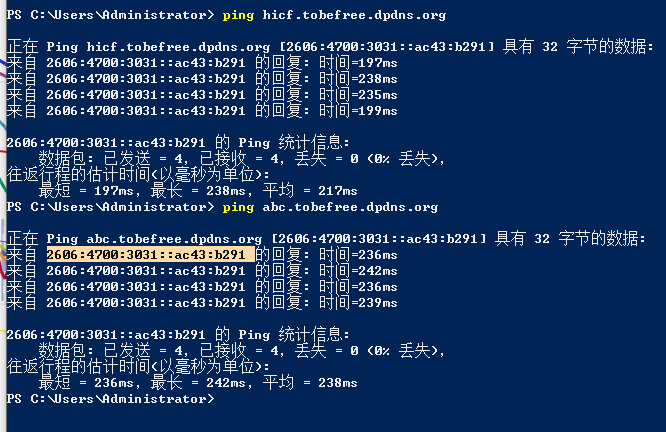 PS C:\Users\Administrator> ping hicf.tobefree.dpdns.org
正在 Ping hicf.tobefree.dpdns.org [2606:4700:3031::ac43:b291] 具有 32 字节的数据:
来自 2606:4700:3031::ac43:b291 的回复: 时间=197ms
来自 2606:4700:3031::ac43:b291 的回复: 时间=238ms
来自 2606:4700:3031::ac43:b291 的回复: 时间=235ms
来自 2606:4700:3031::ac43:b291 的回复: 时间=199ms
2606:4700:3031::ac43:b291 的 Ping 统计信息:
数据包: 已发送 = 4, 已接收 = 4, 丢失 = 0 (0% 丢失),
往返行程的估计时间(以毫秒为单位):
最短 = 197ms, 最长 = 238ms, 平均 = 217ms
PS C:\Users\Administrator> ping abc.tobefree.dpdns.org
正在 Ping abc.tobefree.dpdns.org [2606:4700:3031::ac43:b291] 具有 32 字节的数据:
来自 2606:4700:3031::ac43:b291 的回复: 时间=236ms
来自 2606:4700:3031::ac43:b291 的回复: 时间=242ms
来自 2606:4700:3031::ac43:b291 的回复: 时间=236ms
来自 2606:4700:3031::ac43:b291 的回复: 时间=239ms
2606:4700:3031::ac43:b291 的 Ping 统计信息:
数据包: 已发送 = 4, 已接收 = 4, 丢失 = 0 (0% 丢失),
往返行程的估计时间(以毫秒为单位):
最短 = 236ms, 最长 = 242ms, 平均 = 238ms
PS C:\Users\Administrator>